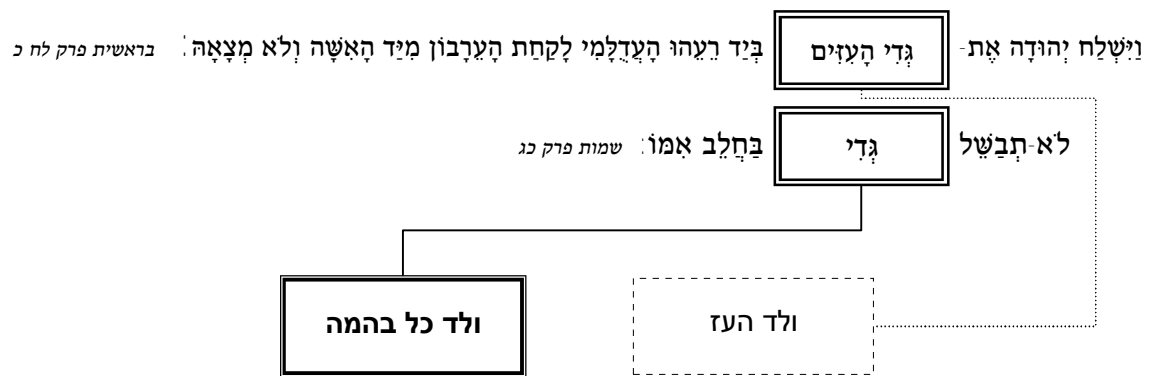 וַיִּשְׁלַח יְהוּדָה אֶת- גְּדִי הָעִזִּים בְּיַד רֵעֵהוּ הָעֲדֻלָּמִי לָקַחַת הָעֵרָבוֹן מִיַּד הָאִשָּׁה וְלֹא מְצָאָהּ: בראשית פרק לח כ
לֹא-תְבַשֵּׁל גְּדִי בַּחֲלֵב אִמּוֹ: שמות פרק כג
ולד העז ולד כל בהמה